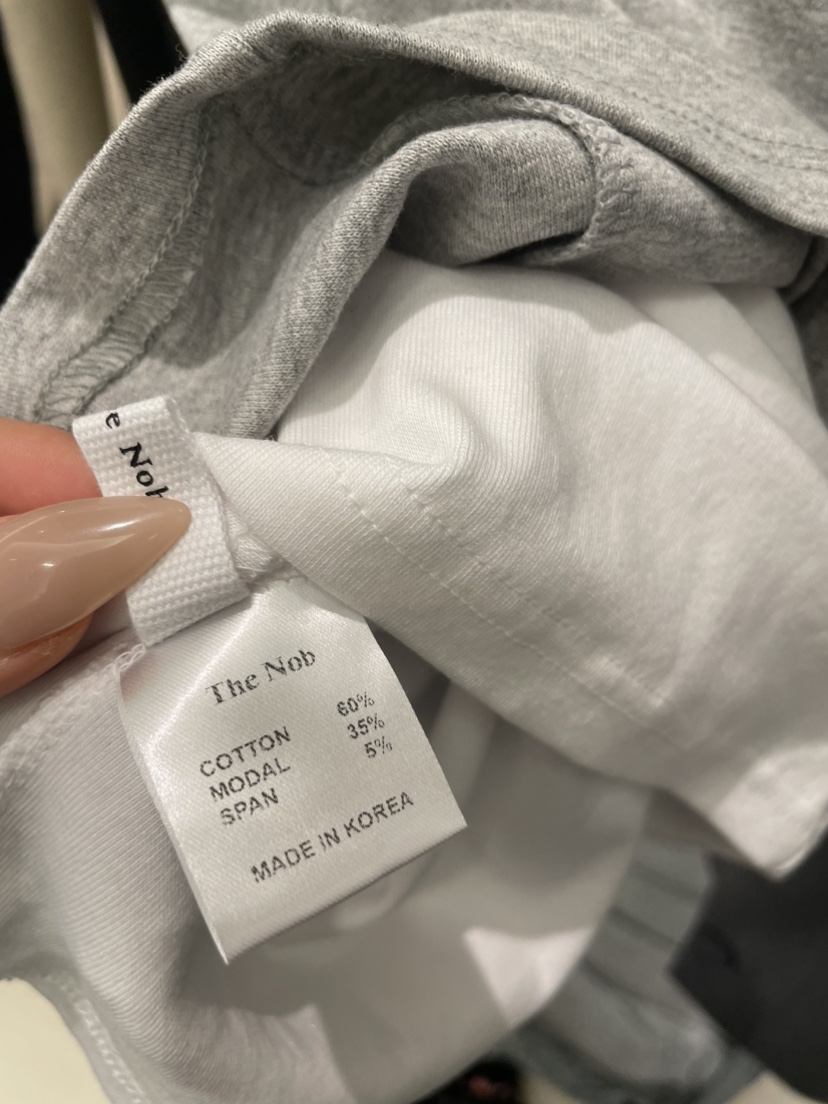 e Nob
The Nob
COTTON 60%
MODAL 35%
SPAN 5%
MADE IN KOREA